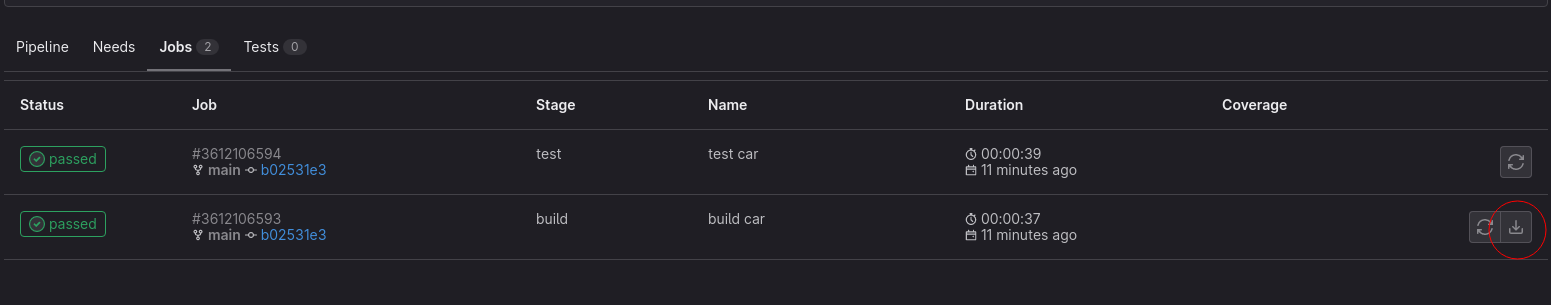 Pipeline Needs Jobs 2 Tests 0
Status Job Stage Name Duration Coverage
passed #3612106594 test test car 00:00:39
main b02531e3 11 minutes ago
passed #3612106593 build build car 00:00:37
main b02531e3 11 minutes ago